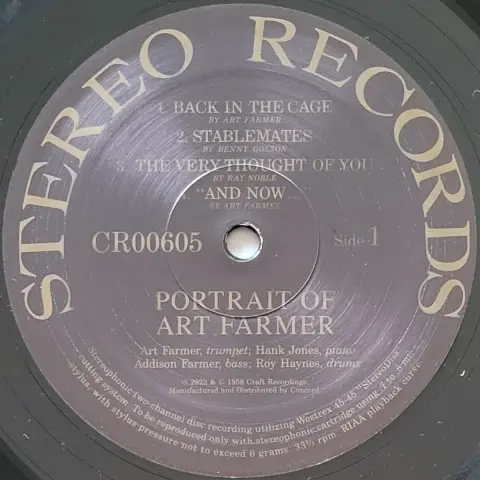 STEREO RECORDS
1. BACK IN THE CAGE
BY ART FARMER
2. STABLEMATES
BY BENNY GOLSON
3. THE VERY THOUGHT OF YOU
BY RAY NOBLE
"AND NOW...
BY ART FARMER
CR00605
Side 1
PORTRAIT OF
ART FARMER
Art Farmer, trumpet; Hank Jones, piano
Addison Farmer, bass; Roy Haynes, drums
℗ 2023 & © 1958 Craft Recordings.
Manufactured and Distributed by Concord.
Stereophonic two-channel disc recording utilizing Westrex 45-45 "StereoDisk"
cutting system. To be reproduced only with stereophonic cartridge using .4 to .8 mil
stylus, with stylus pressure not to exceed 6 grams. 33⅓ rpm. RIAA playback curve.